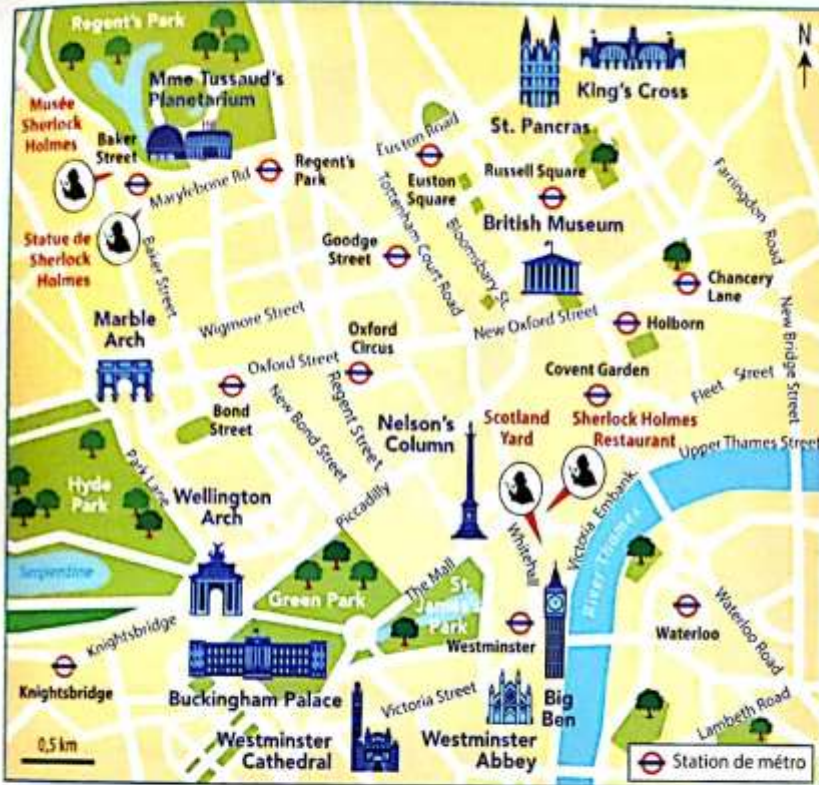 Regent's Park
N
Mme Tussaud's
Planetarium
King's Cross
Musée
Sherlock
Holmes
Baker
Street
St. Pancras
Euston Road
Marylebone Rd
Regent's
Park
Euston
Square
Russell Square
Farringdon Road
Statue de
Sherlock
Holmes
Baker Street
Goodge
Street
Tottenham Court Road
Bloomsbury St.
British Museum
Chancery
Lane
Marble
Arch
Wigmore Street
Oxford
Circus
New Oxford Street
Holborn
New Bridge Street
Oxford Street
Bond
Street
New Bond Street
Regent Street
Covent Garden
Fleet Street
Nelson's
Column
Scotland
Yard
Sherlock Holmes
Restaurant
Upper Thames Street
Hyde
Park
Park Lane
Wellington
Arch
Piccadilly
Whitehall
Victoria Embank.
River Thames
Serpentine
Green Park
The Mall
St.
James's
Park
Westminster
Waterloo
Waterloo Road
Knightsbridge
Knightsbridge
Buckingham Palace
Victoria Street
Big
Ben
Lambeth Road
Westminster
Cathedral
Westminster
Abbey
0,5 km
Station de métro